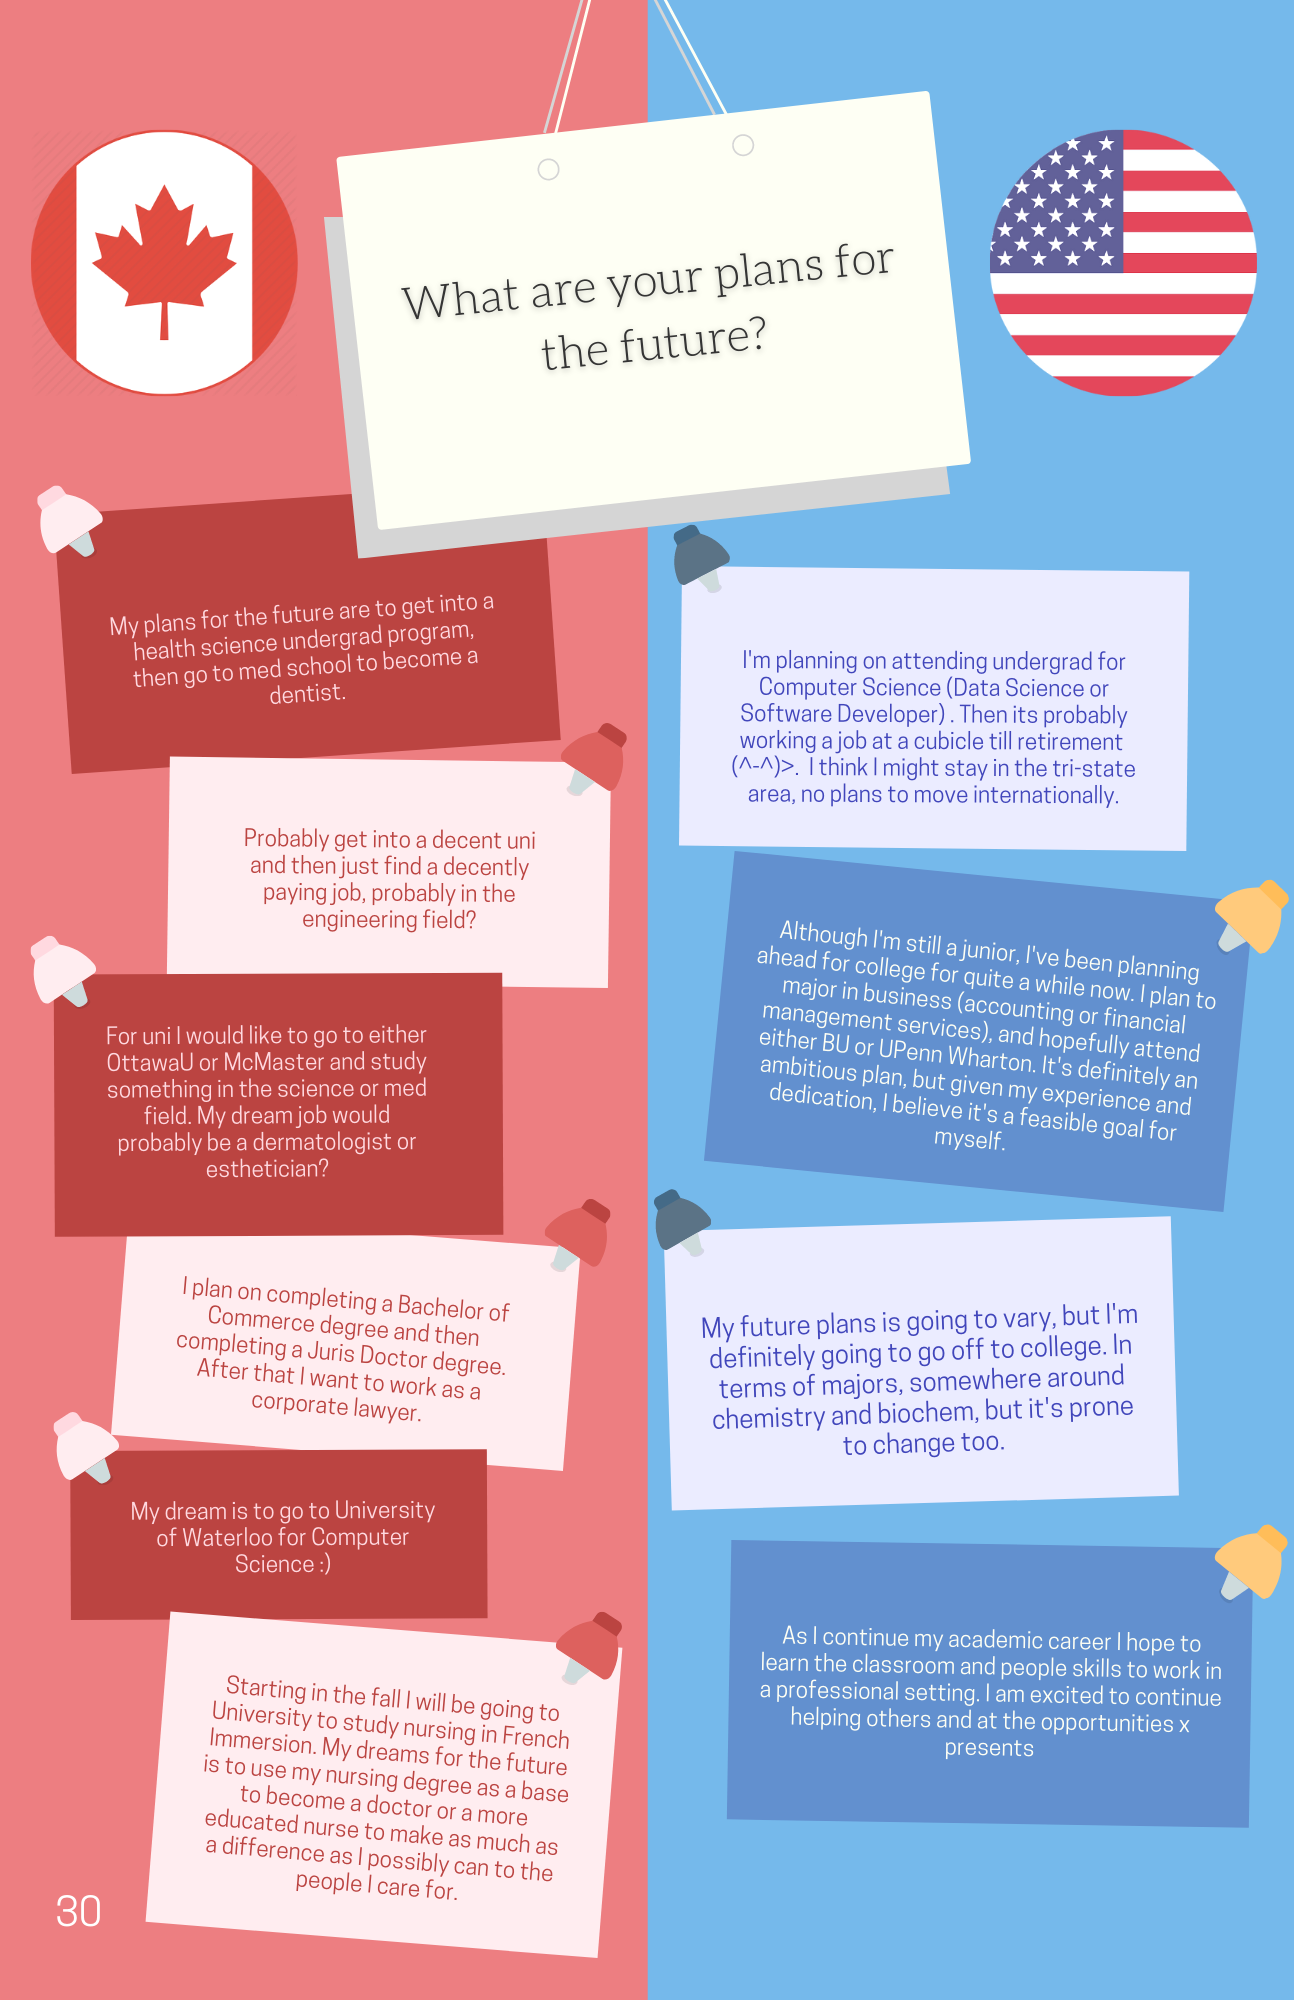 What are your plans for
the future?
My plans for the future are to get into a
health science undergrad program,
then go to med school to become a
dentist.
Probably get into a decent uni
and then just find a decently
paying job, probably in the
engineering field?
For uni I would like to go to either
OttawaU or McMaster and study
something in the science or med
field. My dream job would
probably be a dermatologist or
esthetician?
I plan on completing a Bachelor of
Commerce degree and then
completing a Juris Doctor degree.
After that I want to work as a
corporate lawyer.
My dream is to go to University
of Waterloo for Computer
Science :)
Starting in the fall I will be going to
University to study nursing in French
Immersion. My dreams for the future
is to use my nursing degree as a base
to become a doctor or a more
educated nurse to make as much as
a difference as I possibly can to the
people I care for.
30
I'm planning on attending undergrad for
Computer Science (Data Science or
Software Developer) . Then its probably
working a job at a cubicle till retirement
(^-^)>. I think I might stay in the tri-state
area, no plans to move internationally.
Although I'm still a junior, I've been planning
ahead for college for quite a while now. I plan to
major in business (accounting or financial
management services), and hopefully attend
either BU or UPenn Wharton. It's definitely an
ambitious plan, but given my experience and
dedication, I believe it's a feasible goal for
myself.
My future plans is going to vary, but I'm
definitely going to go off to college. In
terms of majors, somewhere around
chemistry and biochem, but it's prone
to change too.
As I continue my academic career I hope to
learn the classroom and people skills to work in
a professional setting. I am excited to continue
helping others and at the opportunities x
presents